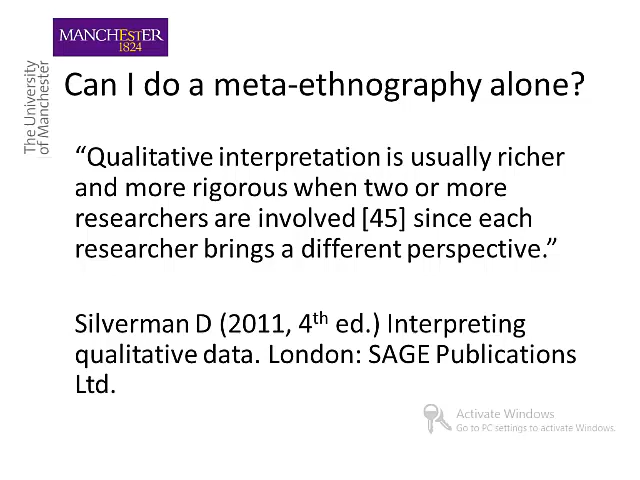 MANCHESTER
1824
The University
of Manchester
Can I do a meta-ethnography alone?
“Qualitative interpretation is usually richer
and more rigorous when two or more
researchers are involved [45] since each
researcher brings a different perspective.”
Silverman D (2011, 4th ed.) Interpreting
qualitative data. London: SAGE Publications
Ltd.
Activate Windows
Go to PC settings to activate Windows.